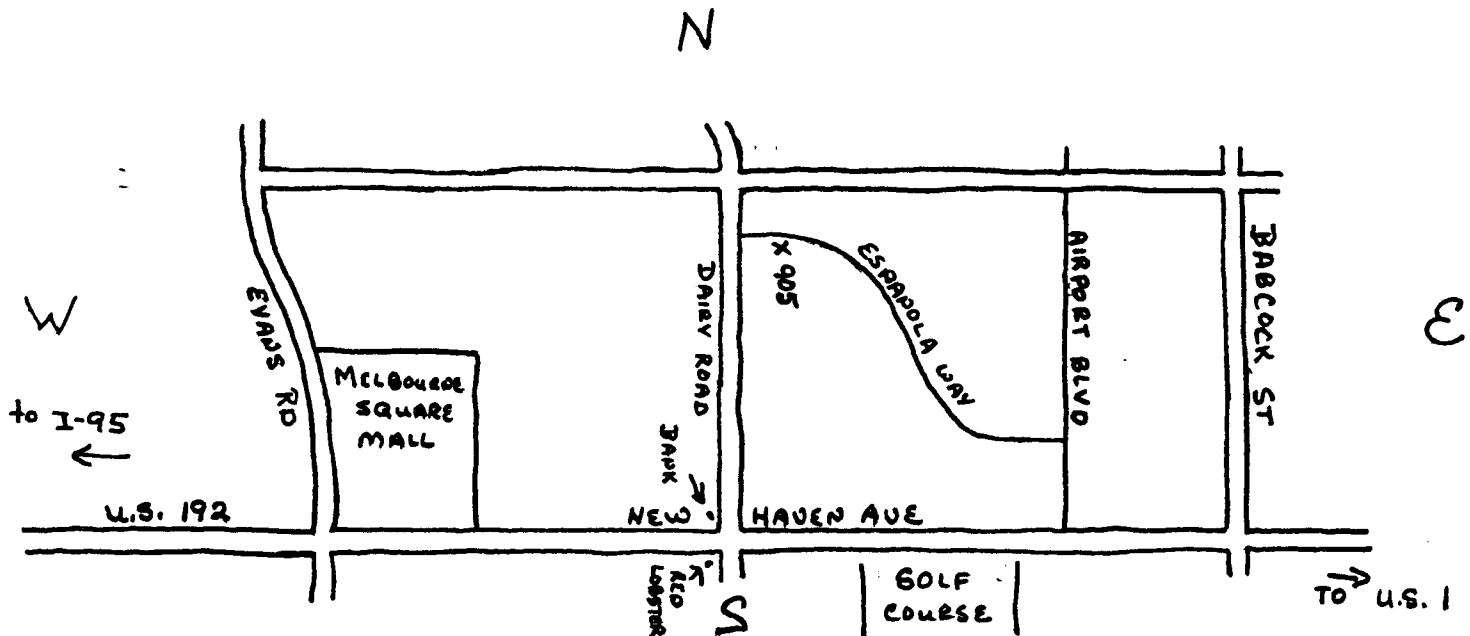 N
W
E
EVANS RD
MELBOURNE
SQUARE
MALL
DAIRY ROAD
X 905
ESPANOLA WAY
AIRPORT BLVD
BABCOCK ST
to I-95
BANK
U.S. 192
NEW HAVEN AVE
RED
LOBSTER
S
GOLF
COURSE
TO U.S. 1